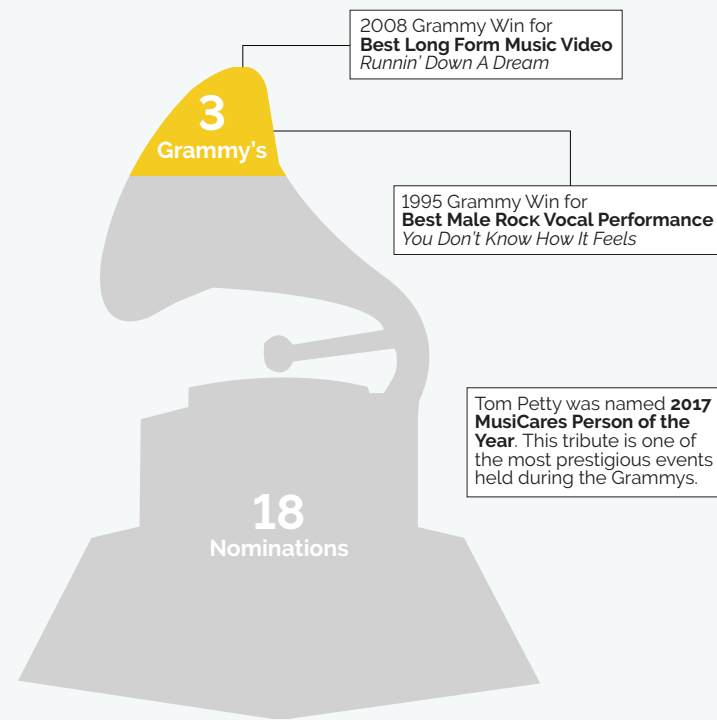 2008 Grammy Win for
Best Long Form Music Video
Runnin' Down A Dream
3
Grammy's
1995 Grammy Win for
Best Male Rock Vocal Performance
You Don't Know How It Feels
Tom Petty was named 2017
MusiCares Person of the
Year. This tribute is one of
the most prestigious events
held during the Grammys.
18
Nominations